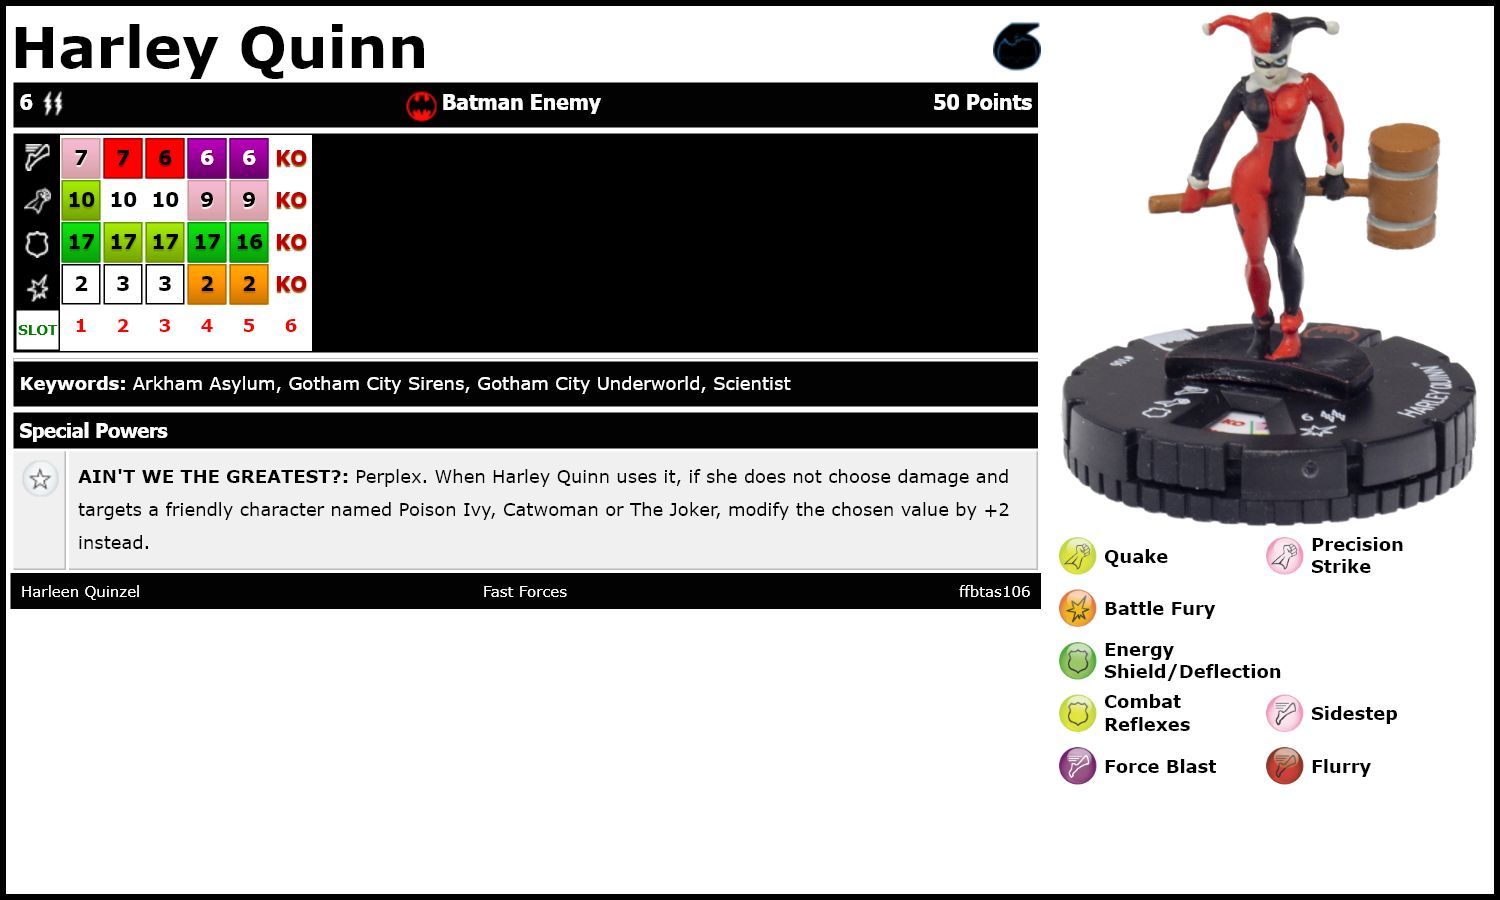 Harley Quinn
6 Batman Enemy 50 Points
7 7 6 6 6 KO
10 10 10 9 9 KO
17 17 17 17 16 KO
2 3 3 2 2 KO
SLOT 1 2 3 4 5 6
Keywords: Arkham Asylum, Gotham City Sirens, Gotham City Underworld, Scientist
Special Powers
AIN'T WE THE GREATEST?: Perplex. When Harley Quinn uses it, if she does not choose damage and
targets a friendly character named Poison Ivy, Catwoman or The Joker, modify the chosen value by +2
instead.
Harleen Quinzel Fast Forces ffbtas106
HARLEY QUINN
6
KO
Quake
Precision
Strike
Battle Fury
Energy
Shield/Deflection
Combat
Reflexes
Sidestep
Force Blast
Flurry